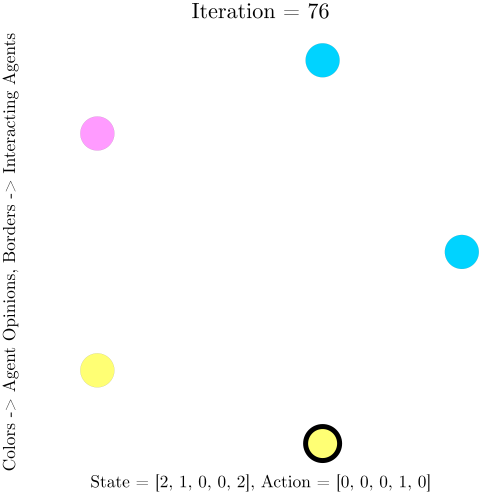 Iteration = 76
Colors -> Agent Opinions, Borders -> Interacting Agents
State = [2, 1, 0, 0, 2], Action = [0, 0, 0, 1, 0]